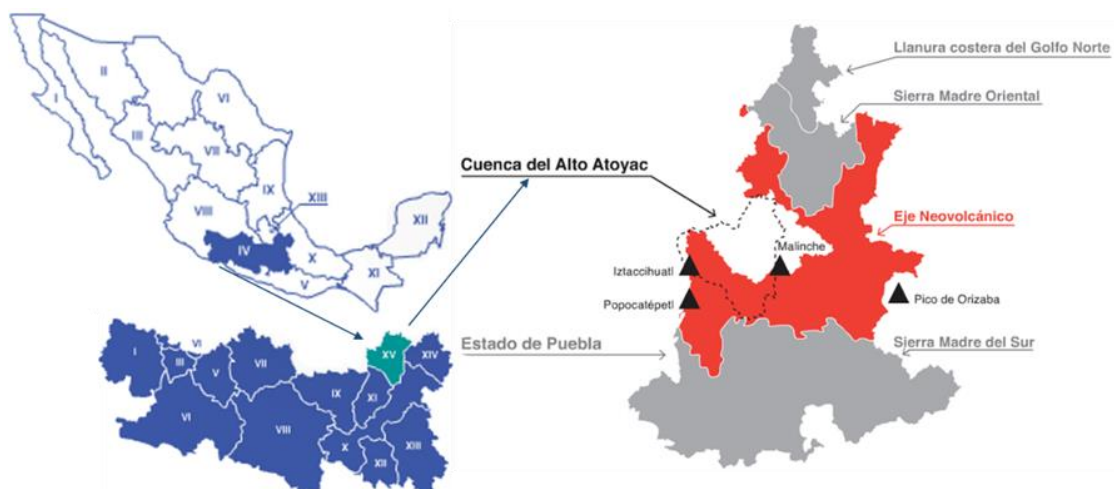 I
II
III
VI
VII
VIII
IX
XIII
IV
X
V
XI
XII
I
VI
III
V
VII
VI
VIII
IX
X
XI
XII
XIII
XV
XIV
Llanura costera del Golfo Norte
Sierra Madre Oriental
Cuenca del Alto Atoyac
Eje Neovolcánico
Malinche
Iztaccihuatl
Popocatépetl
Pico de Orizaba
Estado de Puebla
Sierra Madre del Sur